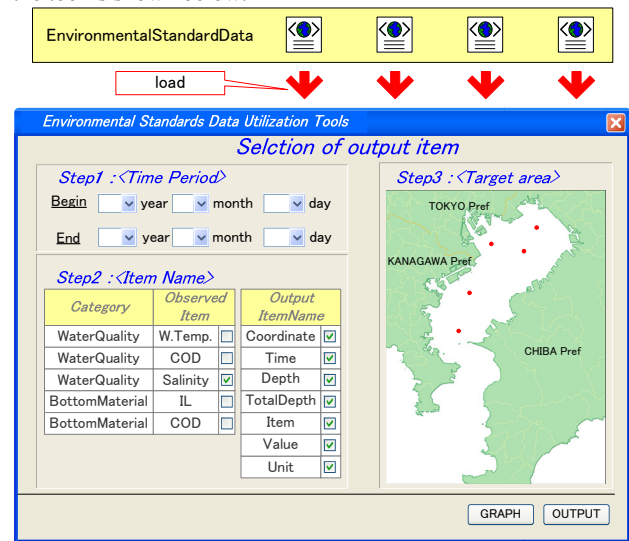 EnvironmentalStandardData
load
Environmental Standards Data Utilization Tools
Selction of output item
Step1 :<Time Period>
Begin year month day
End year month day
Step2 :<Item Name>
Category Observed Item
WaterQuality W.Temp.
WaterQuality COD
WaterQuality Salinity
BottomMaterial IL
BottomMaterial COD
Output ItemName
Coordinate
Time
Depth
TotalDepth
Item
Value
Unit
Step3 :<Target area>
TOKYO Pref
KANAGAWA Pref
CHIBA Pref
GRAPH OUTPUT